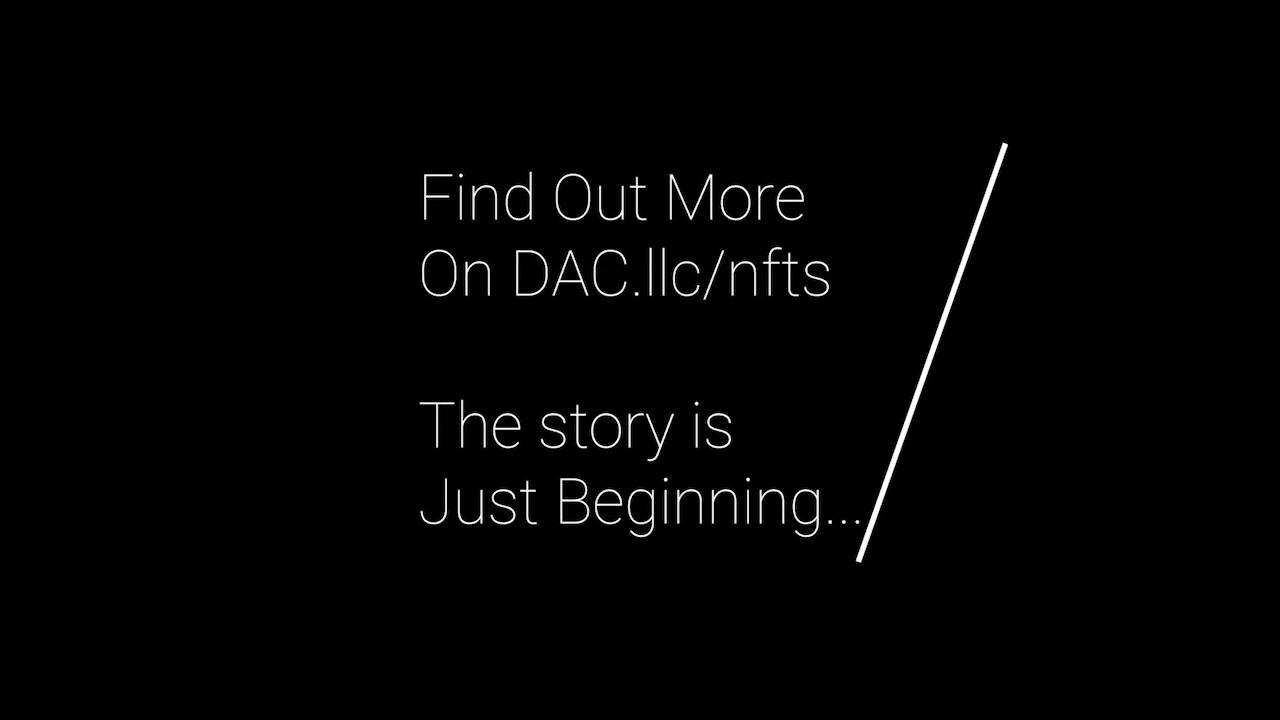 Find Out More
On DAC.llc/nfts
The story is
Just Beginning...